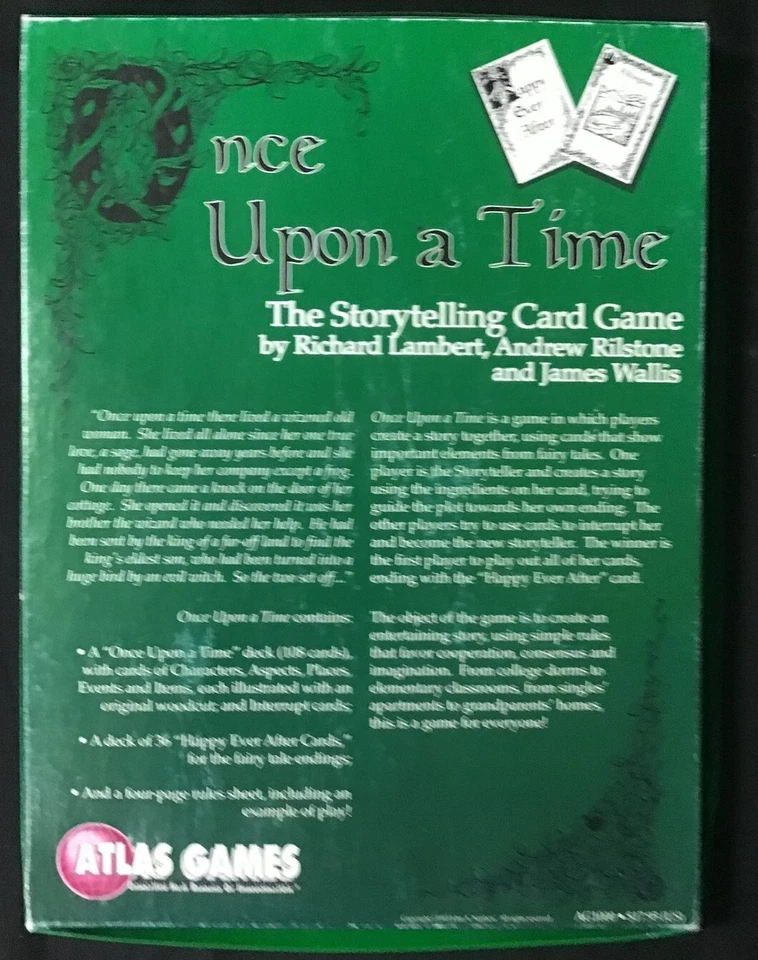 Once
Upon a Time
Happy
Ever
After
The Storytelling Card Game
by Richard Lambert, Andrew Rilstone
and James Wallis
"Once upon a time there lived a wizened old
woman. She lived all alone since her one true
love, a sage, had gone away years before and she
had nobody to keep her company except a frog.
One day there came a knock on the door of her
cottage. She opened it and discovered it was her
brother the wizard who needed her help. He had
been sent by the king of a far-off land to find the
king's eldest son, who had been turned into a
huge bird by an evil witch. So the two set off..."
Once Upon a Time contains:
• A "Once Upon a Time" deck (108 cards),
with cards of Characters, Aspects, Places,
Events and Items, each illustrated with an
original woodcut; and Interrupt cards;
• A deck of 36 "Happy Ever After Cards,"
for the fairy tale endings;
• And a four-page rules sheet, including an
example of play!
Once Upon a Time is a game in which players
create a story together, using cards that show
important elements from fairy tales. One
player is the Storyteller and creates a story
using the ingredients on her card, trying to
guide the plot towards her own ending. The
other players try to use cards to interrupt her
and become the new storyteller. The winner is
the first player to play out all of her cards,
ending with the "Happy Ever After" card.
The object of the game is to create an
entertaining story, using simple rules
that favor cooperation, consensus and
imagination. From college dorms to
elementary classrooms, from singles'
apartments to grandparents' homes,
this is a game for everyone!
ATLAS GAMES